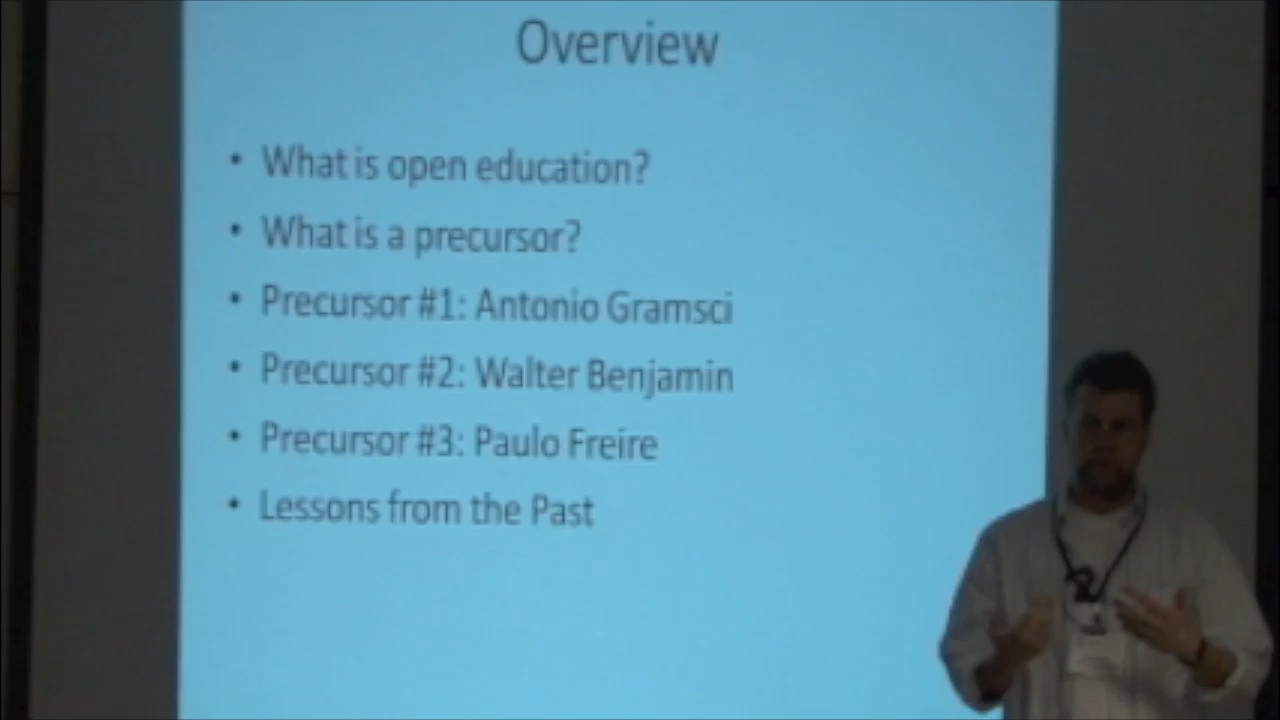 Overview
• What is open education?
• What is a precursor?
• Precursor #1: Antonio Gramsci
• Precursor #2: Walter Benjamin
• Precursor #3: Paulo Freire
• Lessons from the Past